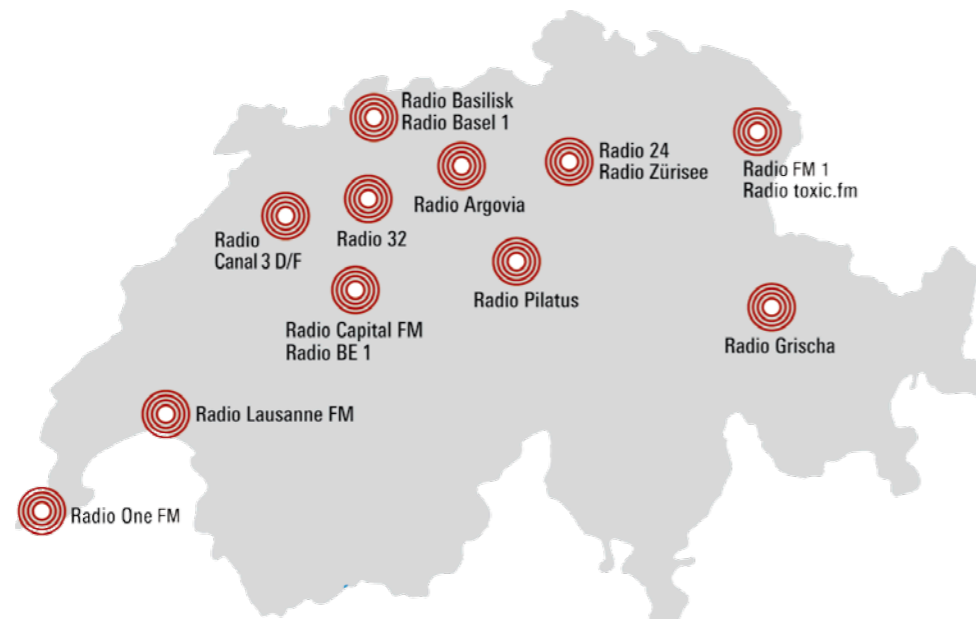 Radio Basilisk
Radio Basel 1
Radio 24
Radio Zürisee
Radio FM 1
Radio toxic.fm
Radio Argovia
Radio 32
Radio
Canal 3 D/F
Radio Pilatus
Radio Capital FM
Radio BE 1
Radio Grischa
Radio Lausanne FM
Radio One FM